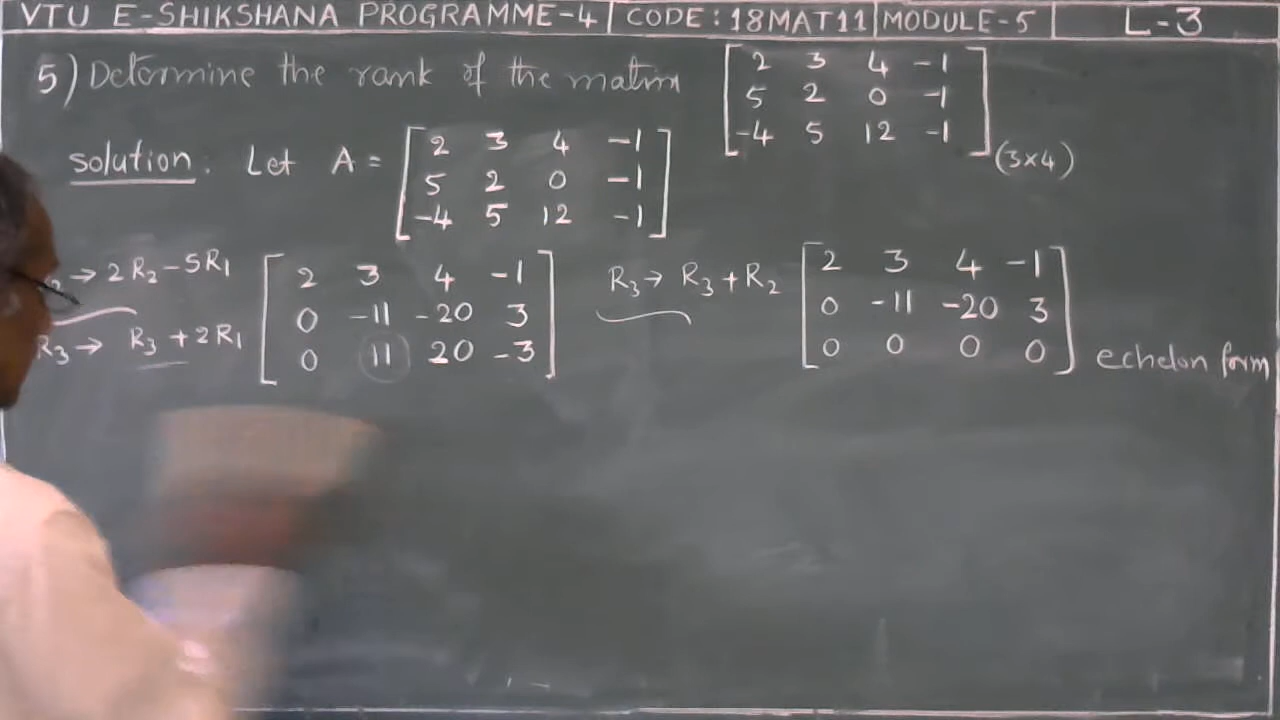 VTU E-SHIKSHANA PROGRAMME-4 CODE: 18MAT11 MODULE-5 L-3
5) Determine the rank of the matrix
2 3 4 -1
5 2 0 -1
-4 5 12 -1
(3×4)
solution: Let A =
2 3 4 -1
5 2 0 -1
-4 5 12 -1
→ 2R₂-5R₁
R₃→ R₃+2R₁
2 3 4 -1
0 -11 -20 3
0 11 20 -3
R₃→ R₃+R₂
2 3 4 -1
0 -11 -20 3
0 0 0 0
echelon form